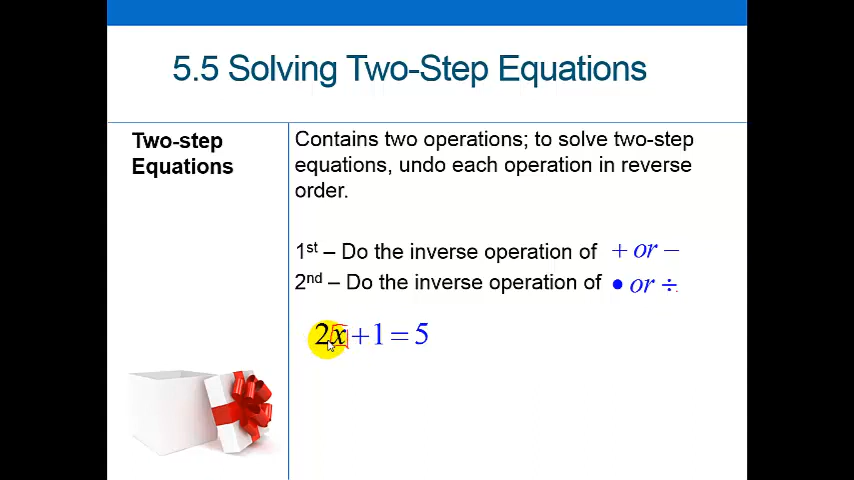 5.5 Solving Two-Step Equations
Two-step
Equations
Contains two operations; to solve two-step
equations, undo each operation in reverse
order.
1st – Do the inverse operation of + or −
2nd – Do the inverse operation of • or ÷
2x + 1 = 5